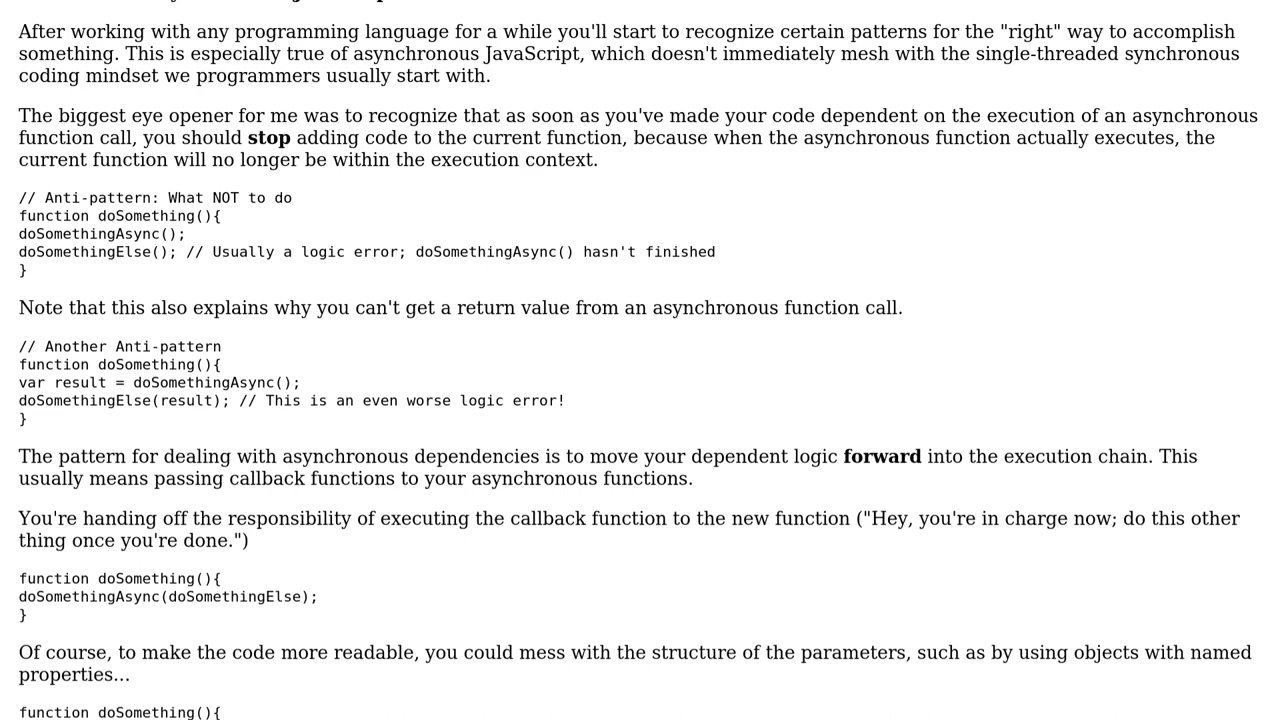 After working with any programming language for a while you'll start to recognize certain patterns for the "right" way to accomplish
something. This is especially true of asynchronous JavaScript, which doesn't immediately mesh with the single-threaded synchronous
coding mindset we programmers usually start with.
The biggest eye opener for me was to recognize that as soon as you've made your code dependent on the execution of an asynchronous
function call, you should stop adding code to the current function, because when the asynchronous function actually executes, the
current function will no longer be within the execution context.
// Anti-pattern: What NOT to do
function doSomething(){
doSomethingAsync();
doSomethingElse(); // Usually a logic error; doSomethingAsync() hasn't finished
}
Note that this also explains why you can't get a return value from an asynchronous function call.
// Another Anti-pattern
function doSomething(){
var result = doSomethingAsync();
doSomethingElse(result); // This is an even worse logic error!
}
The pattern for dealing with asynchronous dependencies is to move your dependent logic forward into the execution chain. This
usually means passing callback functions to your asynchronous functions.
You're handing off the responsibility of executing the callback function to the new function ("Hey, you're in charge now; do this other
thing once you're done.")
function doSomething(){
doSomethingAsync(doSomethingElse);
}
Of course, to make the code more readable, you could mess with the structure of the parameters, such as by using objects with named
properties...
function doSomething(){